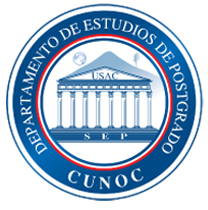 DEPARTAMENTO DE ESTUDIOS DE POSTGRADO
USAC
S E P
CUNOC